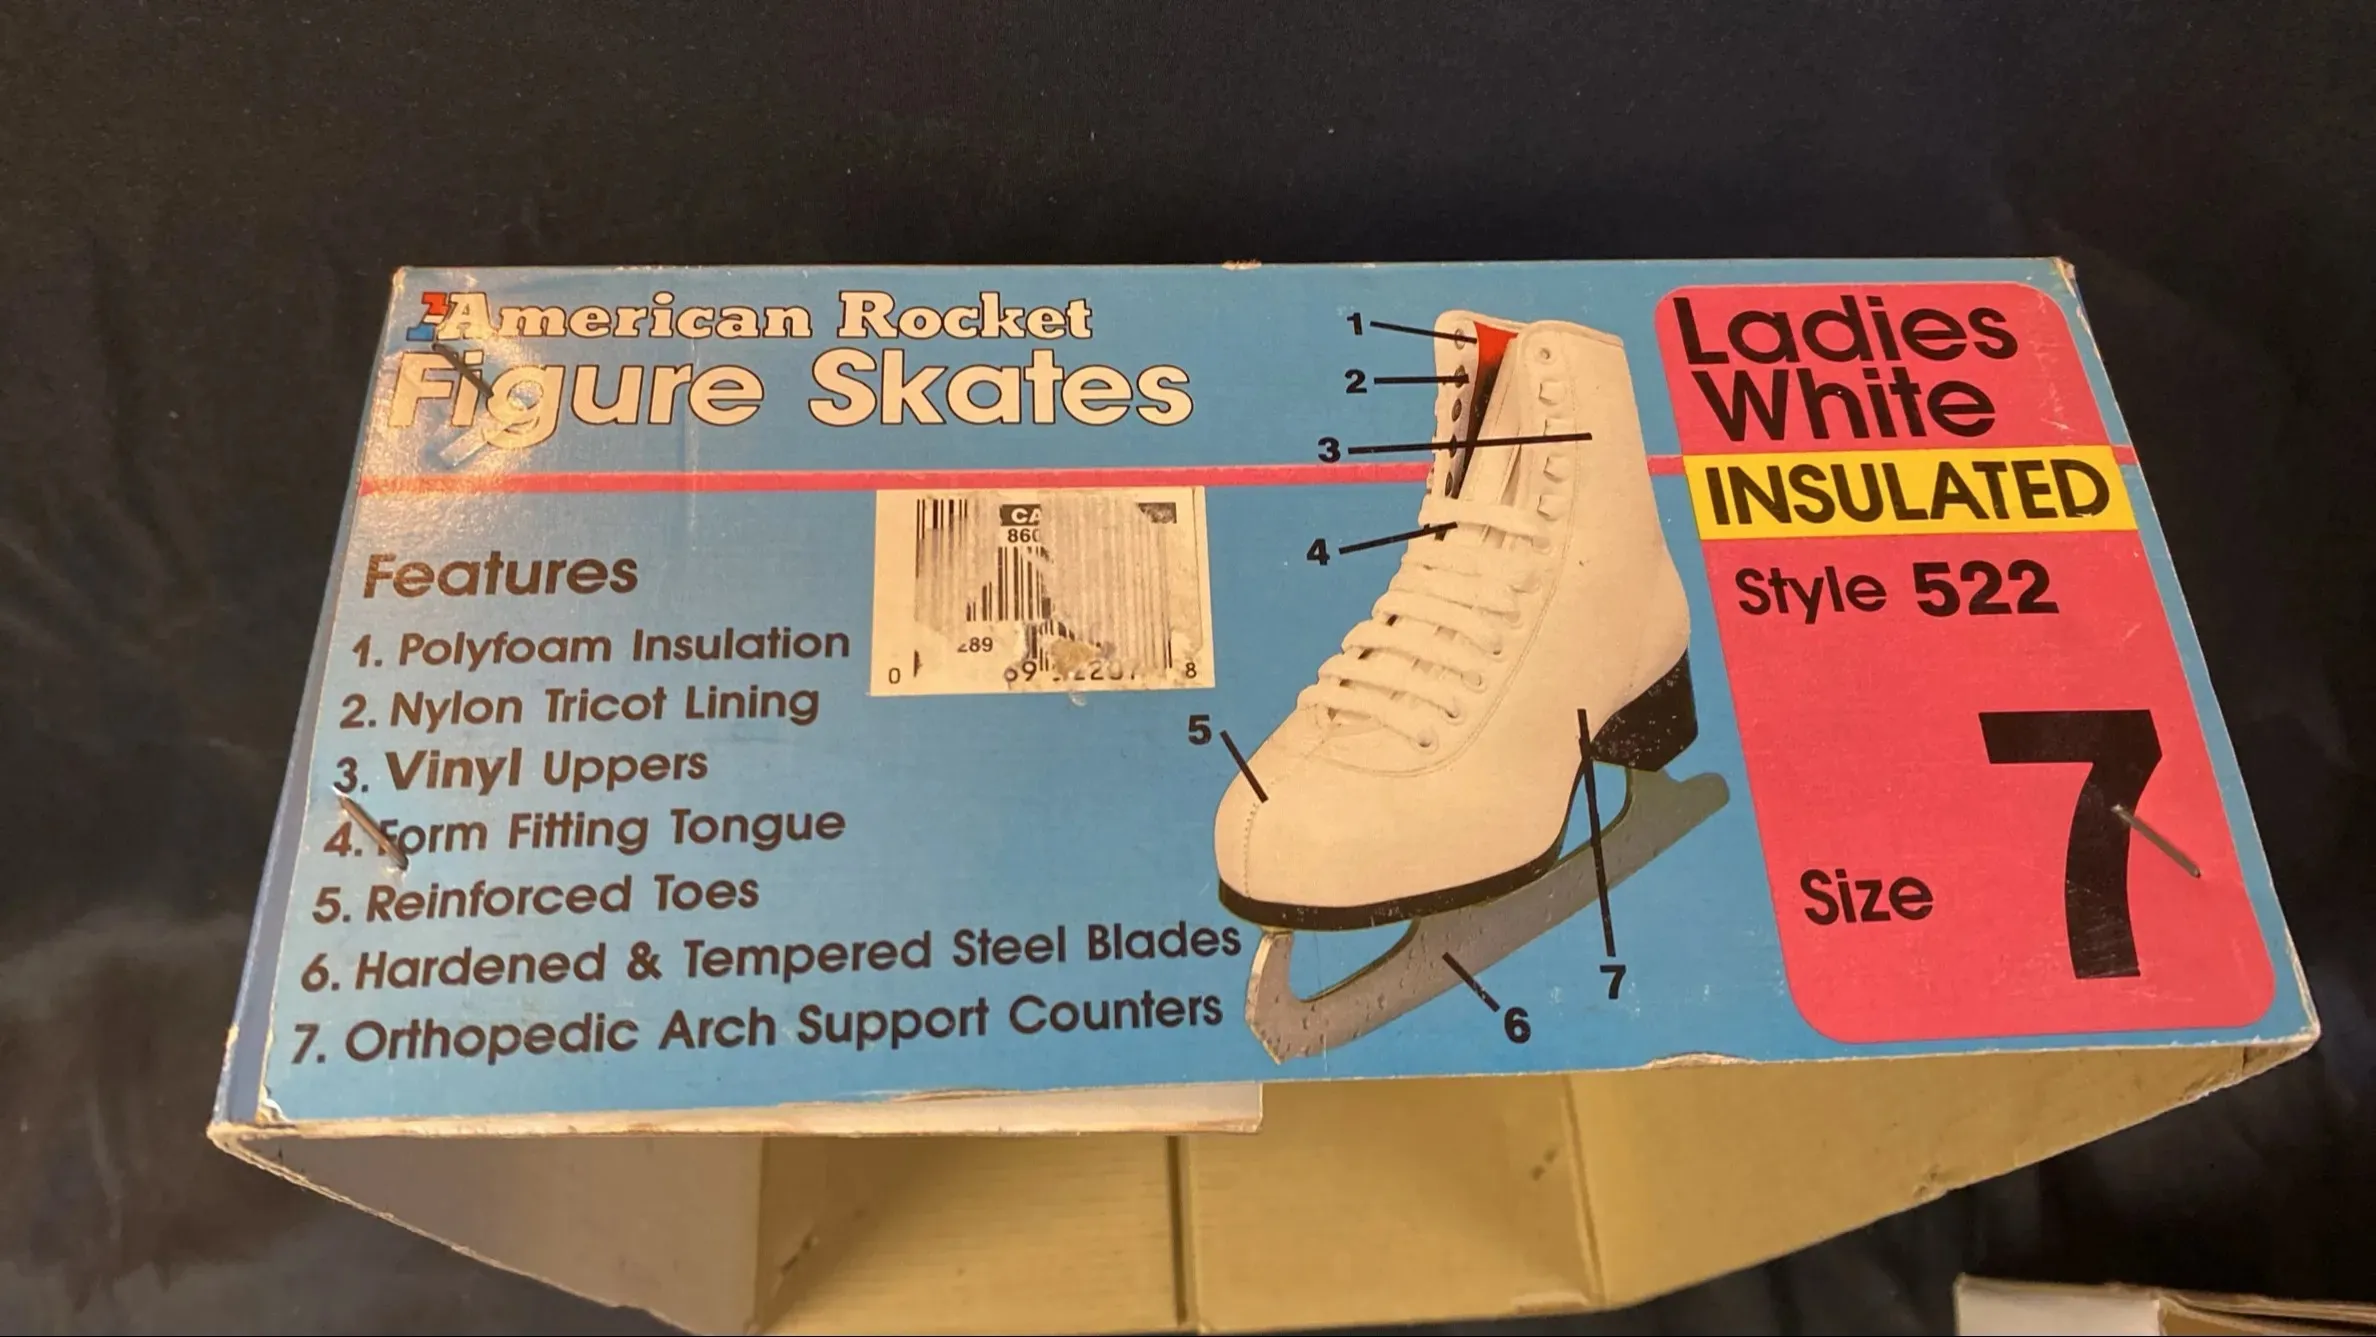 American Rocket
Figure Skates
Features
1. Polyfoam Insulation
2. Nylon Tricot Lining
3. Vinyl Uppers
4. Form Fitting Tongue
5. Reinforced Toes
6. Hardened & Tempered Steel Blades
7. Orthopedic Arch Support Counters
0
8
1
2
3
4
5
6
7
Ladies
White
INSULATED
Style 522
Size 7